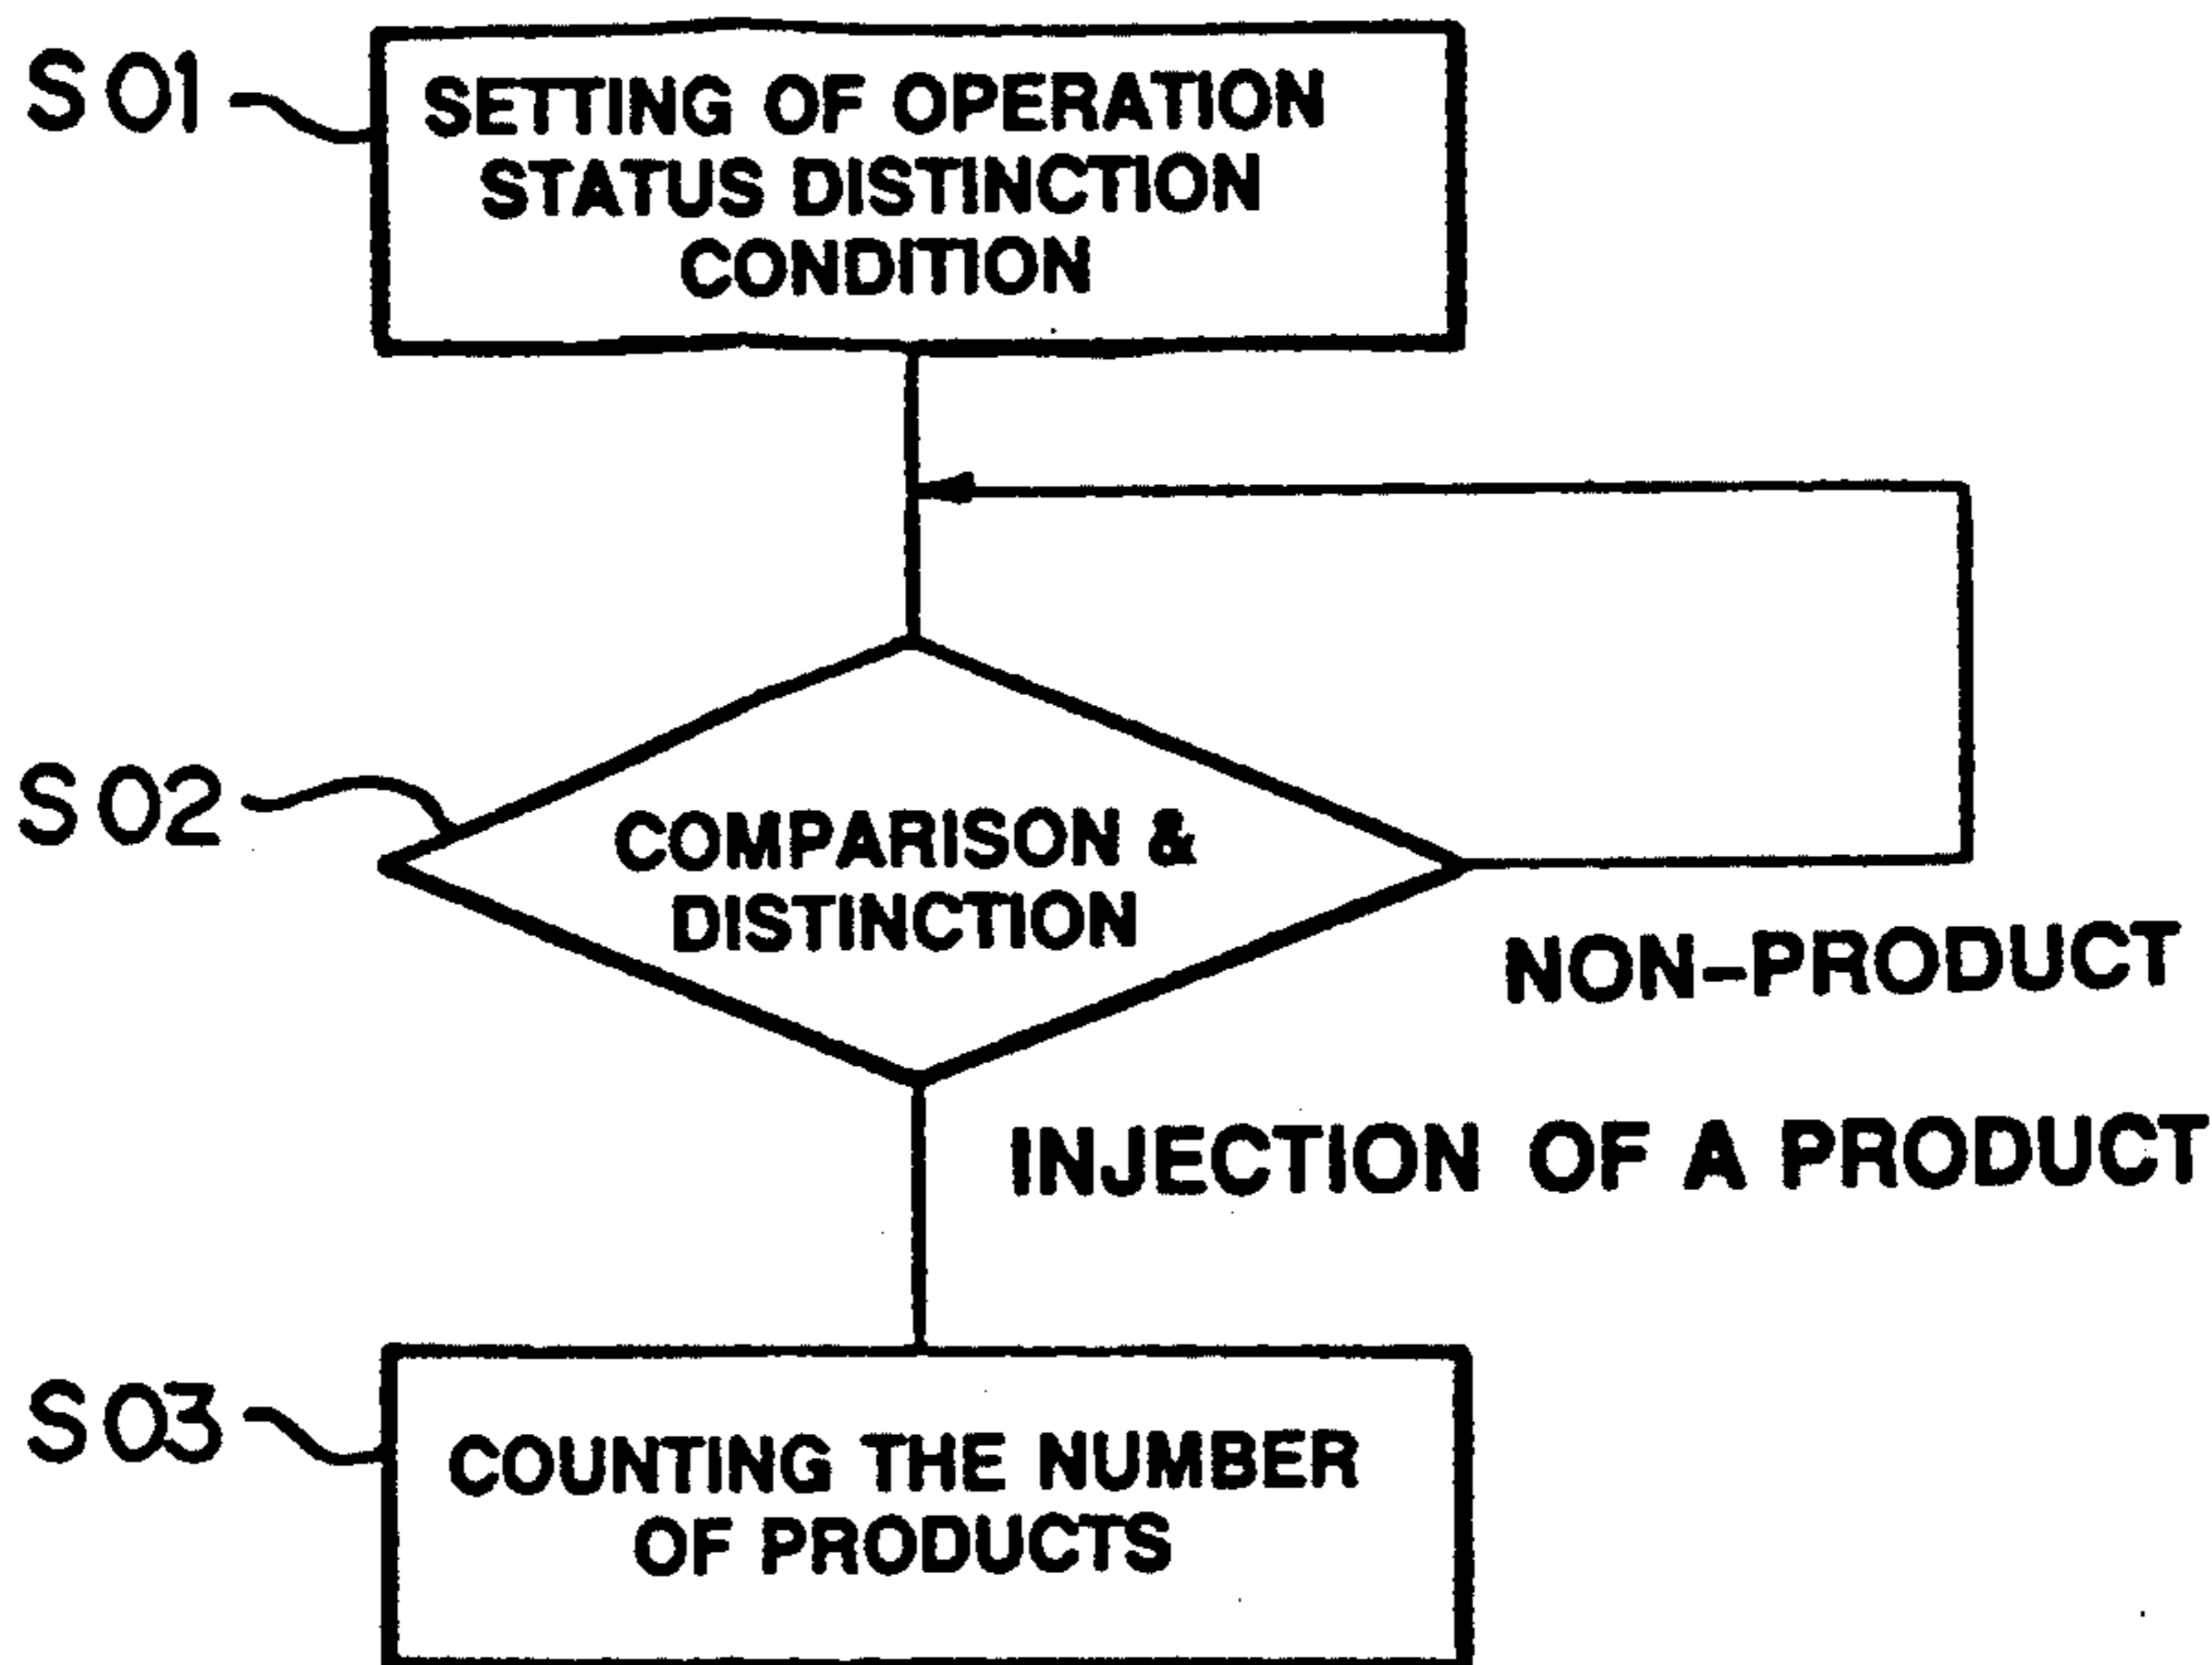 S01
SETTING OF OPERATION
STATUS DISTINCTION
CONDITION
S02
COMPARISON &
DISTINCTION
NON-PRODUCT
INJECTION OF A PRODUCT
S03
COUNTING THE NUMBER
OF PRODUCTS